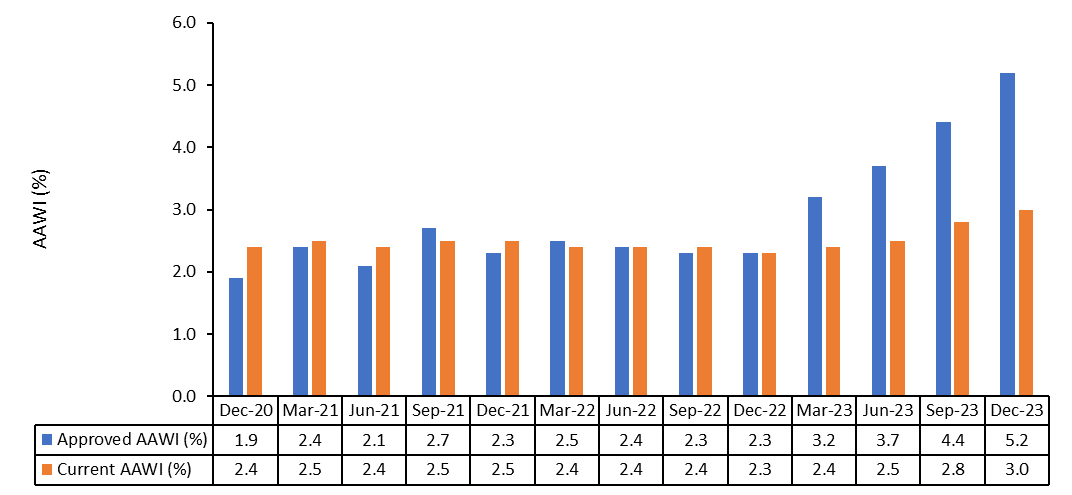 6.0
5.0
4.0
3.0
2.0
1.0
0.0
AAWI (%)
Dec-20 Mar-21 Jun-21 Sep-21 Dec-21 Mar-22 Jun-22 Sep-22 Dec-22 Mar-23 Jun-23 Sep-23 Dec-23
Approved AAWI (%) 1.9 2.4 2.1 2.7 2.3 2.5 2.4 2.3 2.3 3.2 3.7 4.4 5.2
Current AAWI (%) 2.4 2.5 2.4 2.5 2.5 2.4 2.4 2.4 2.3 2.4 2.5 2.8 3.0